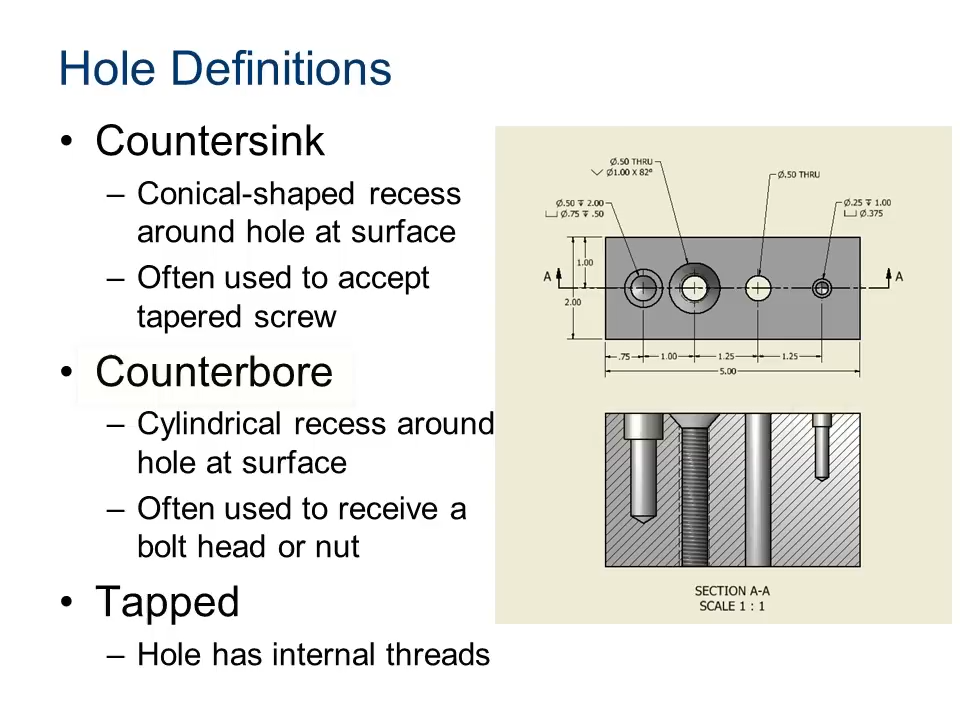 Hole Definitions
• Countersink
– Conical-shaped recess
around hole at surface
– Often used to accept
tapered screw
• Counterbore
– Cylindrical recess around
hole at surface
– Often used to receive a
bolt head or nut
• Tapped
– Hole has internal threads
Ø.50 THRU
⌵ Ø1.00 X 82°
Ø.50 THRU
Ø.50 ↧ 2.00
⌴ Ø.75 ↧ .50
Ø.25 ↧ 1.00
⌴ Ø.375
A
A
1.00
2.00
.75
1.00
1.25
1.25
5.00
SECTION A-A
SCALE 1 : 1